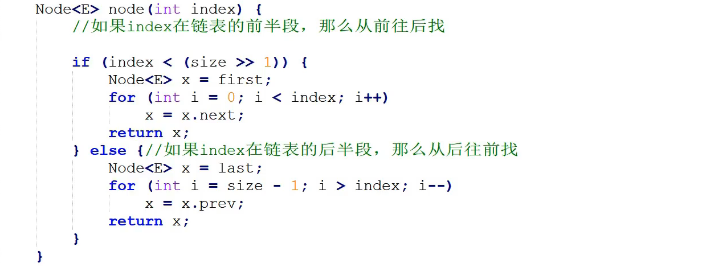 Node<E> node(int index) {
//如果index在链表的前半段，那么从前往后找
if (index < (size >> 1)) {
Node<E> x = first;
for (int i = 0; i < index; i++)
x = x.next;
return x;
} else {//如果index在链表的后半段，那么从后往前找
Node<E> x = last;
for (int i = size - 1; i > index; i--)
x = x.prev;
return x;
}
}